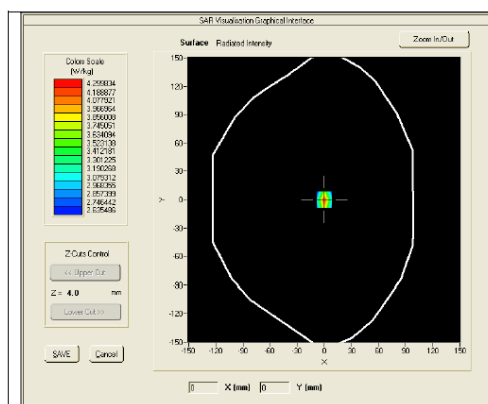 SAR Visualisation Graphical Interface
Surface Radiated Intensity
Zoom In/Out
Colors Scale
(W/kg)
4.299834
4.188877
4.077921
3.966964
3.856008
3.745051
3.634094
3.523138
3.412181
3.301225
3.190268
3.079312
2.968355
2.857399
2.746442
2.635486
Z-Cuts Control
<< Upper Cut
Z = 4.0 mm
Lower Cut >>
SAVE
Cancel
150
120
90
60
30
0
-30
-60
-90
-120
-150
Y
-150 -120 -90 -60 -30 0 30 60 90 120 150
X
0 X (mm) 0 Y (mm)